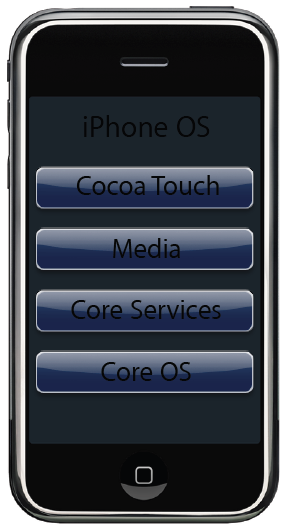 iPhone OS
Cocoa Touch
Media
Core Services
Core OS